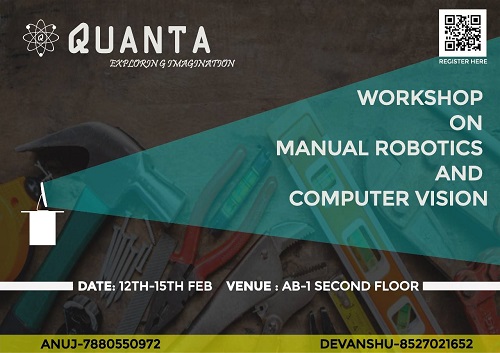 QUANTA
EXPLORING IMAGINATION
REGISTER HERE
WORKSHOP
ON
MANUAL ROBOTICS
AND
COMPUTER VISION
DATE: 12TH-15TH FEB VENUE : AB-1 SECOND FLOOR
ANUJ-7880550972 DEVANSHU-8527021652